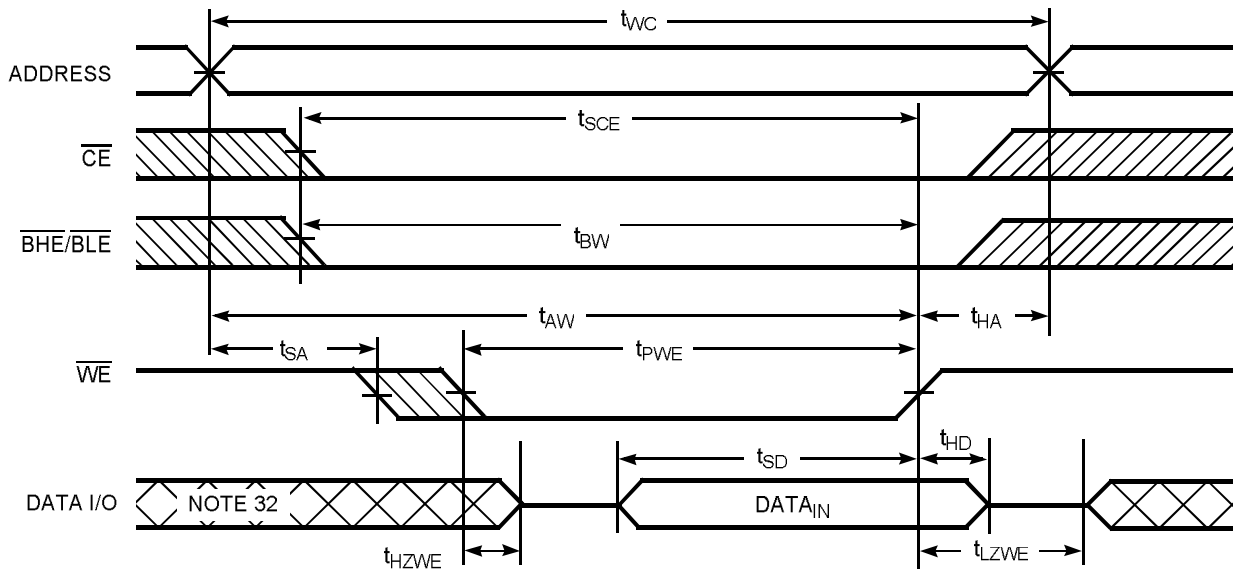 tWC
ADDRESS
tSCE
CE
BHE/BLE
tBW
tAW
tHA
tSA
tPWE
WE
tHD
tSD
DATA I/O
NOTE 32
DATAIN
tHZWE
tLZWE